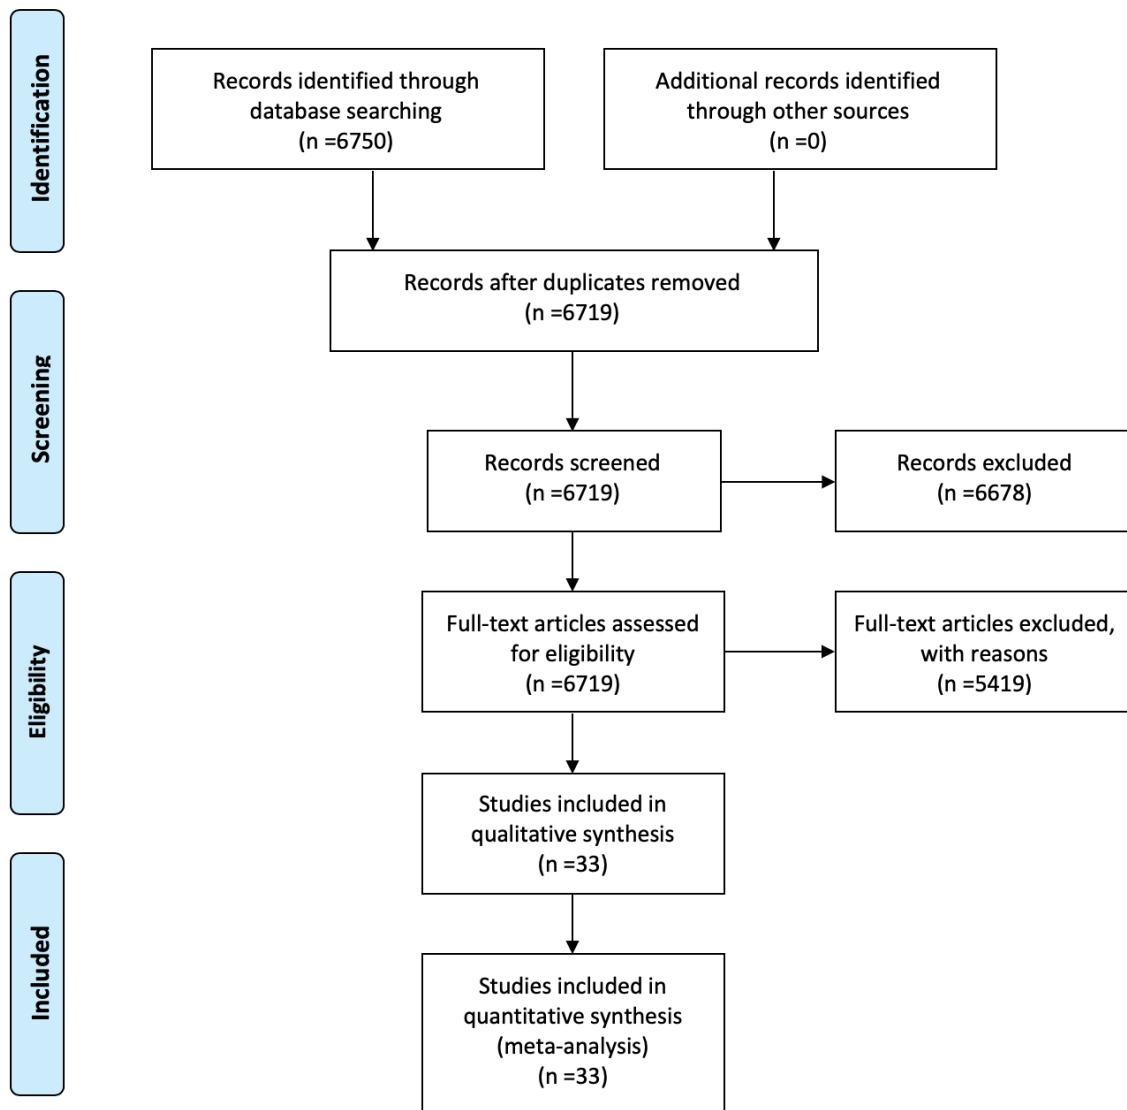 Identification
Records identified through
database searching
(n =6750)
Additional records identified
through other sources
(n =0)
Records after duplicates removed
(n =6719)
Screening
Records screened
(n =6719)
Records excluded
(n =6678)
Eligibility
Full-text articles assessed
for eligibility
(n =6719)
Full-text articles excluded,
with reasons
(n =5419)
Studies included in
qualitative synthesis
(n =33)
Included
Studies included in
quantitative synthesis
(meta-analysis)
(n =33)